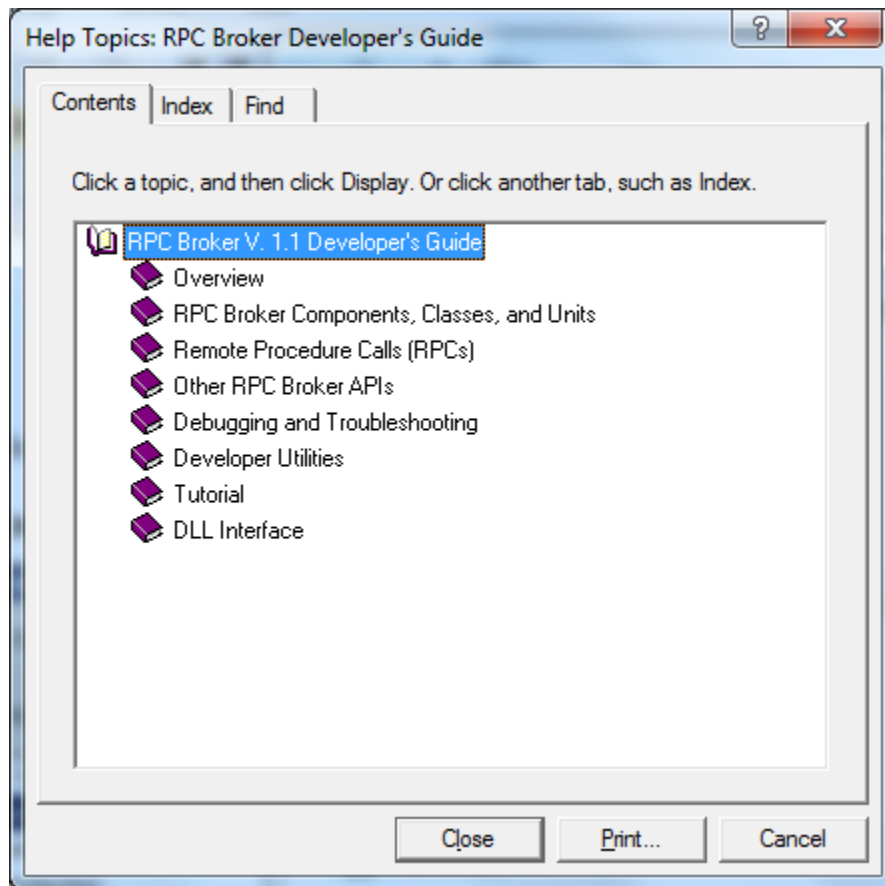 Help Topics: RPC Broker Developer's Guide
Contents Index Find
Click a topic, and then click Display. Or click another tab, such as Index.
RPC Broker V. 1.1 Developer's Guide
Overview
RPC Broker Components, Classes, and Units
Remote Procedure Calls (RPCs)
Other RPC Broker APIs
Debugging and Troubleshooting
Developer Utilities
Tutorial
DLL Interface
Close Print... Cancel